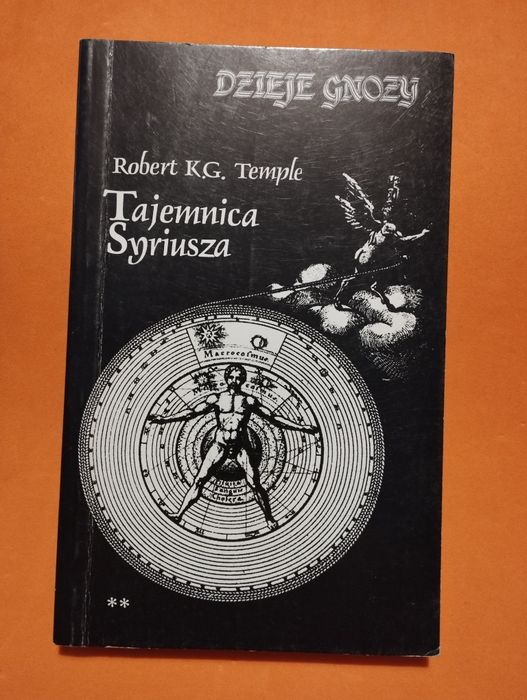 DZIEJE GNOZY
Robert K.G. Temple
Tajemnica
Syriusza
Macrocosmus
**